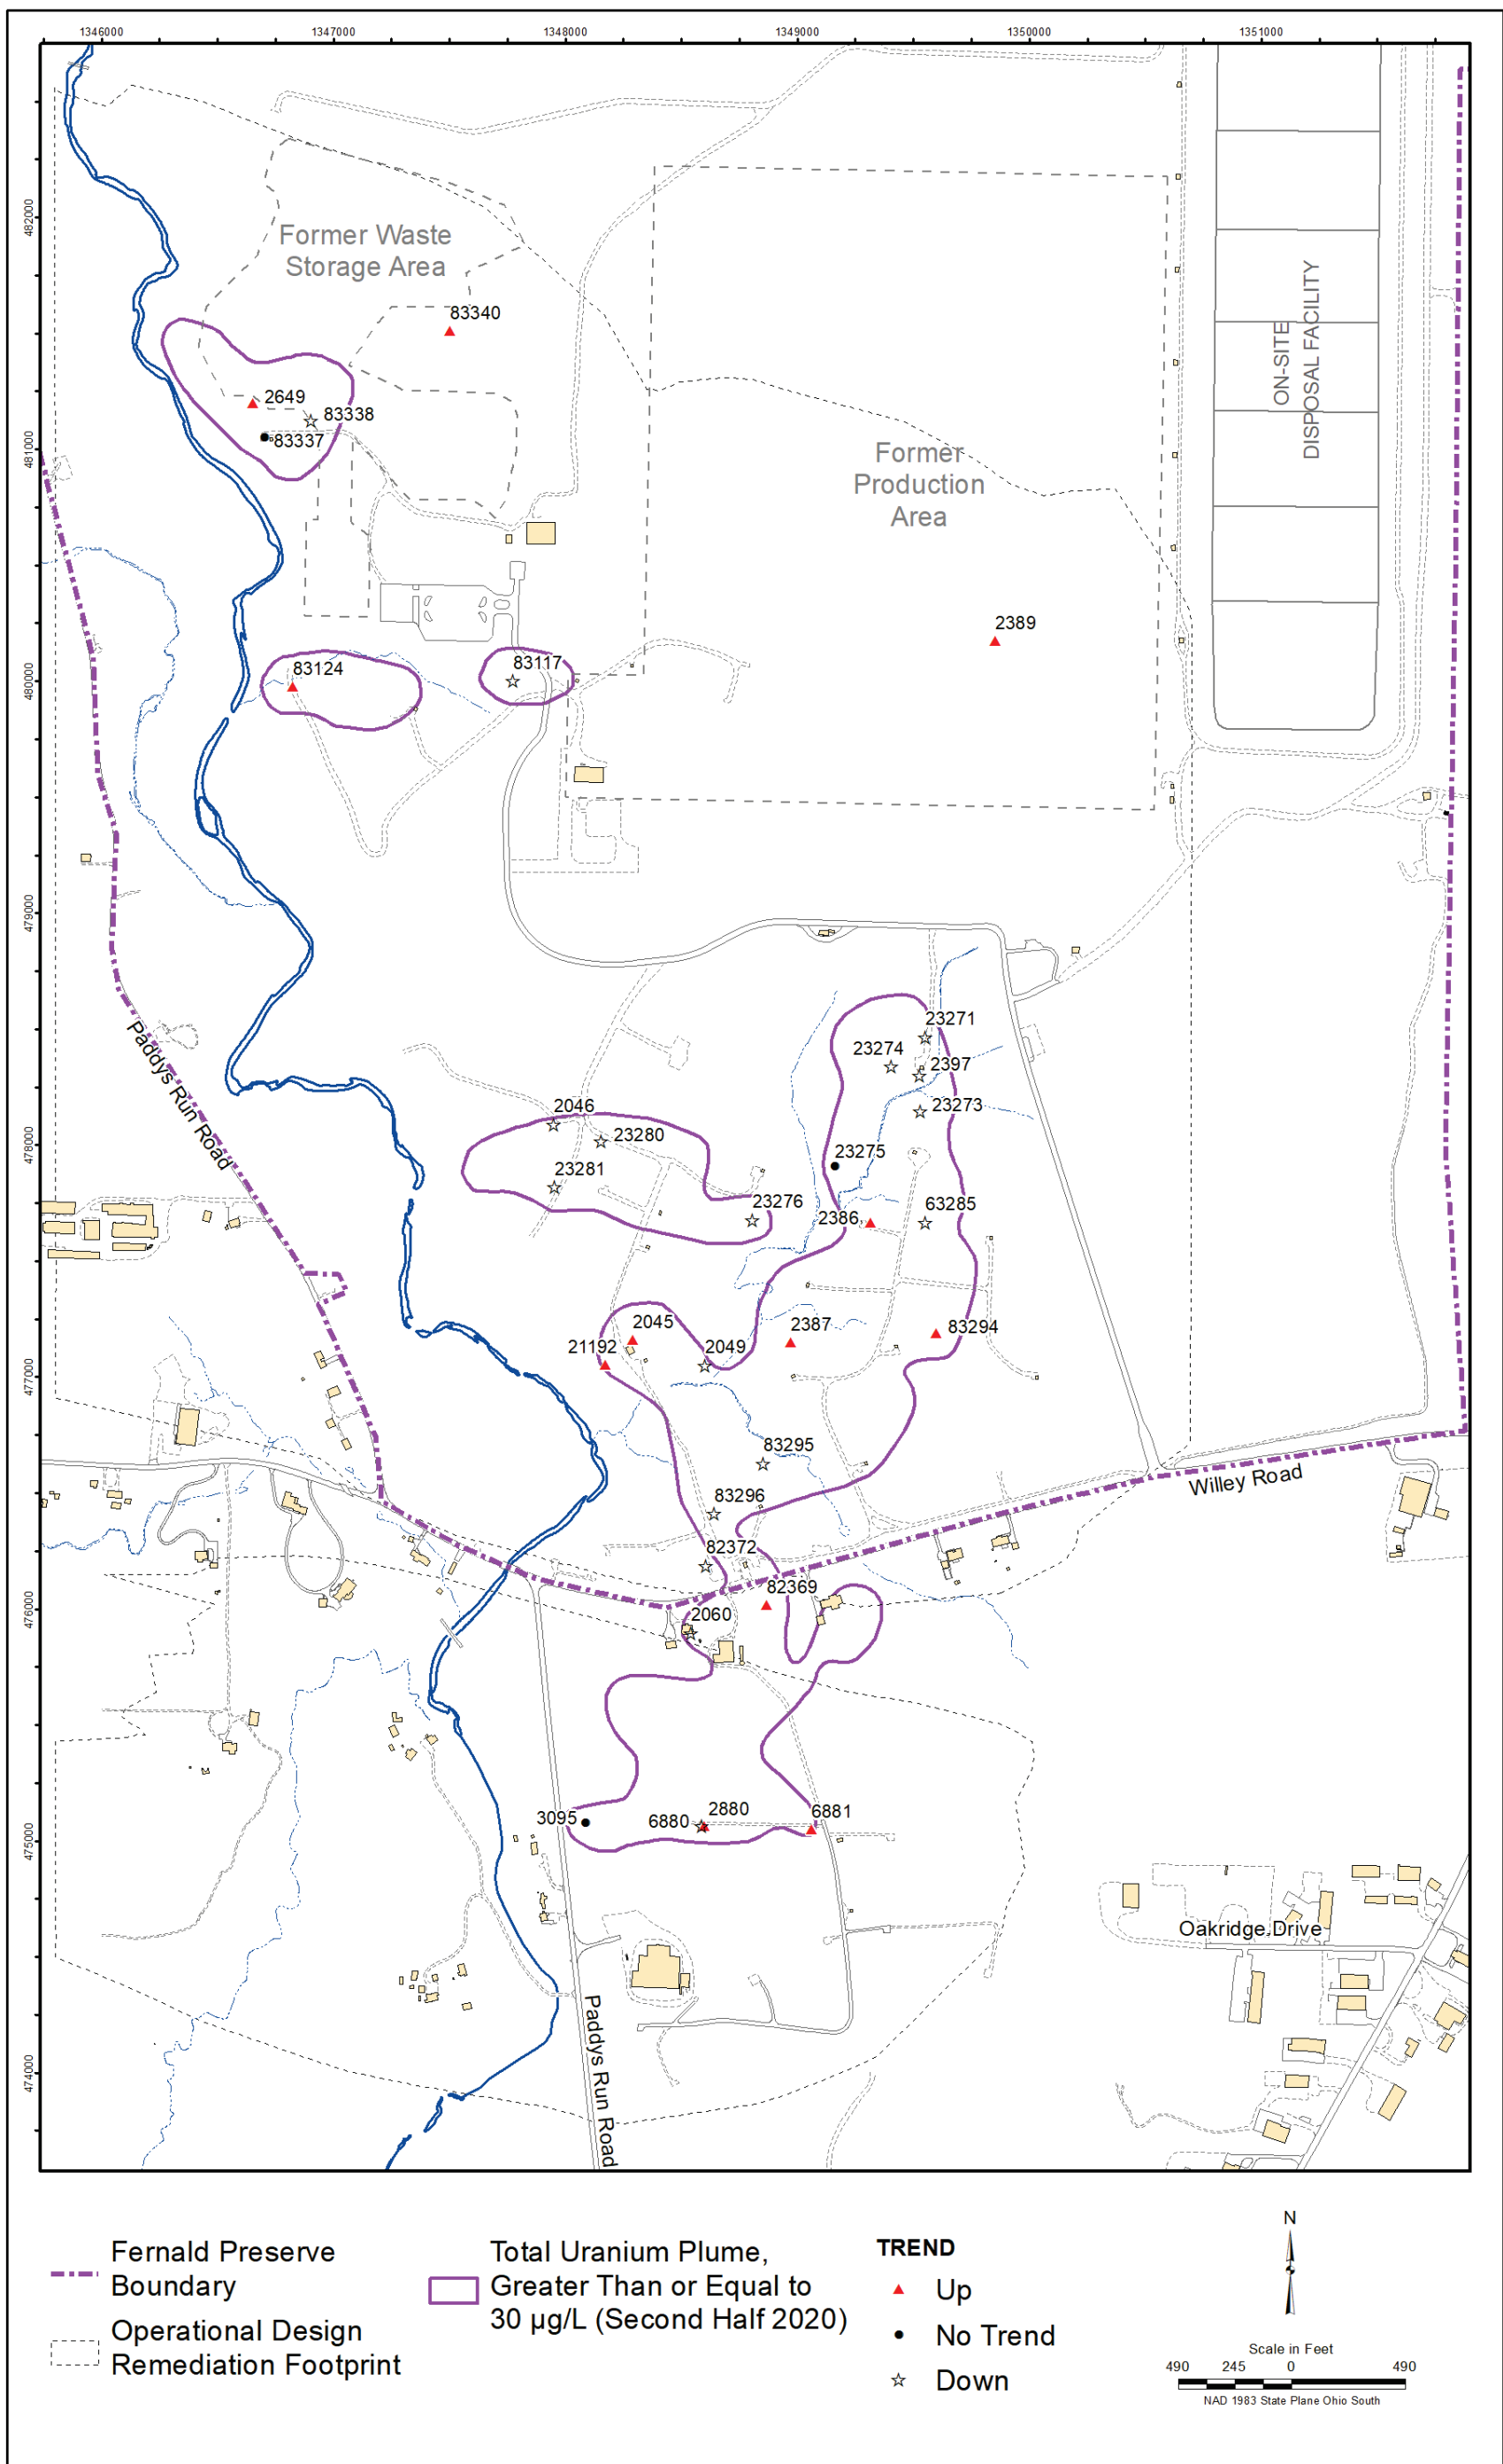 1346000
1347000
1348000
1349000
1350000
1351000
482000
481000
480000
479000
478000
477000
476000
475000
474000
Former Waste
Storage Area
83340
2649
83338
83337
Former
Production
Area
ON-SITE
DISPOSAL FACILITY
2389
83124
83117
Paddys Run Road
23271
23274
2397
23273
2046
23280
23275
23281
23276
2386
63285
2045
2387
83294
21192
2049
83295
Willey Road
83296
82372
82369
2060
3095
6880
2880
6881
Oakridge Drive
Paddys Run Road
Fernald Preserve
Boundary
Operational Design
Remediation Footprint
Total Uranium Plume,
Greater Than or Equal to
30 µg/L (Second Half 2020)
TREND
Up
No Trend
Down
N
Scale in Feet
490 245 0 490
NAD 1983 State Plane Ohio South